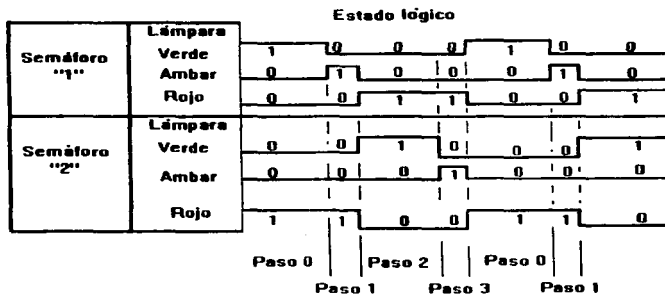 Estado lógico
Lámpara
Semáforo "1"
Verde 1 0 0 0 1 0 0
Ambar 0 1 0 0 0 1 0
Rojo 0 0 1 1 0 0 1
Lámpara
Semáforo "2"
Verde 0 0 1 0 0 0 1
Ambar 0 0 0 1 0 0 0
Rojo 1 1 0 0 1 1 0
Paso 0 Paso 2 Paso 0
Paso 1 Paso 3 Paso 1